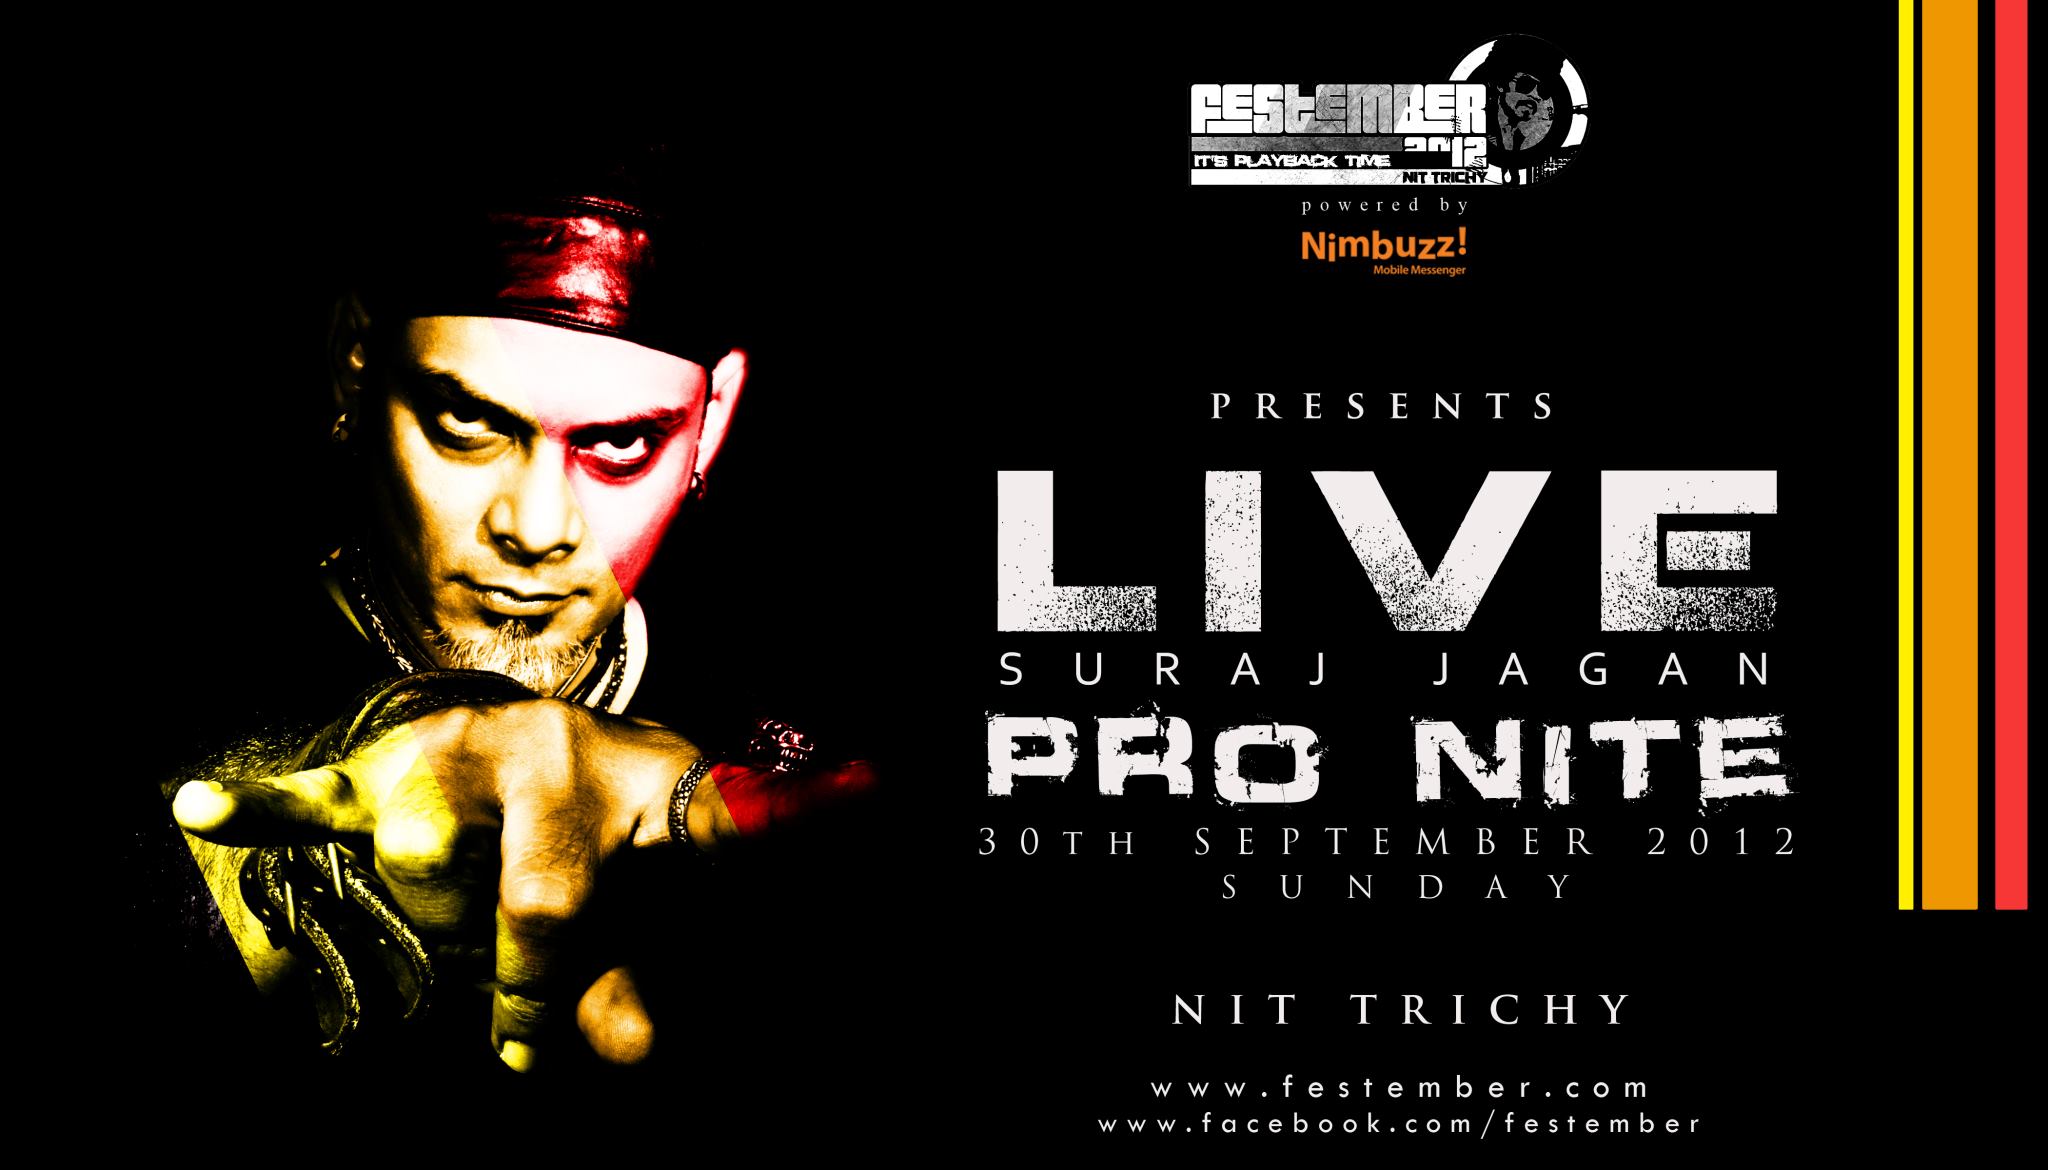 FESTEMBER
2012
IT'S PLAYBACK TIME
NIT TRICHY
powered by
Nimbuzz!
Mobile Messenger
PRESENTS
LIVE
SURAJ JAGAN
PRO NITE
30TH SEPTEMBER 2012
SUNDAY
NIT TRICHY
www.festember.com
www.facebook.com/festember